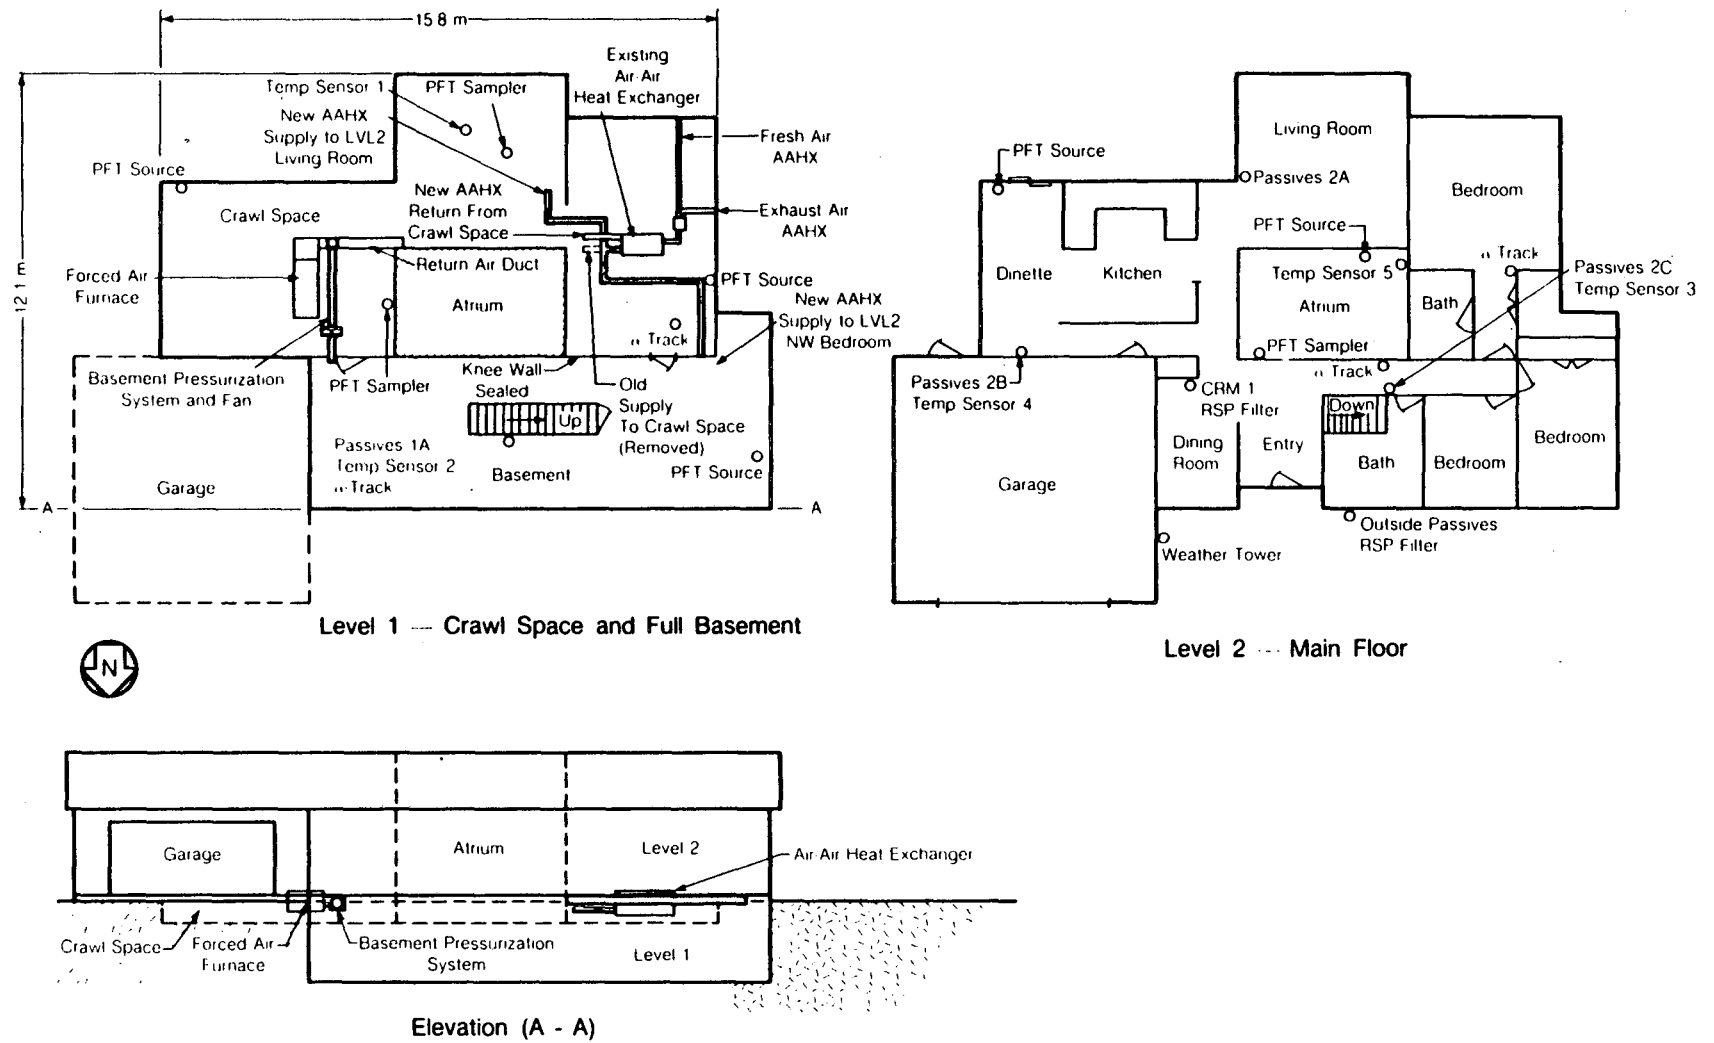 15.8 m
12.1 m
Temp Sensor 1
PFT Sampler
New AAHX
Supply to LVL2
Living Room
PFT Source
Existing
Air-Air
Heat Exchanger
Fresh Air
AAHX
Exhaust Air
AAHX
Crawl Space
New AAHX
Return From
Crawl Space
Return Air Duct
Forced Air
Furnace
Atrium
PFT Source
New AAHX
Supply to LVL2
NW Bedroom
α Track
Basement Pressurization
System and Fan
PFT Sampler
Knee Wall
Sealed
Old
Supply
To Crawl Space
(Removed)
Up
Passives 1A
Temp Sensor 2
α-Track
Basement
PFT Source
Garage
A
A
Level 1 — Crawl Space and Full Basement
Living Room
PFT Source
Passives 2A
Bedroom
PFT Source
Dinette
Kitchen
Temp Sensor 5
Atrium
α Track
Passives 2C
Temp Sensor 3
Bath
PFT Sampler
α Track
Passives 2B
Temp Sensor 4
CRM 1
RSP Filter
Down
Dining
Room
Entry
Bath
Bedroom
Bedroom
Garage
Outside Passives
RSP Filter
Weather Tower
Level 2 — Main Floor
N
Garage
Atrium
Level 2
Air-Air Heat Exchanger
Crawl Space
Forced Air
Furnace
Basement Pressurization
System
Level 1
Elevation (A - A)